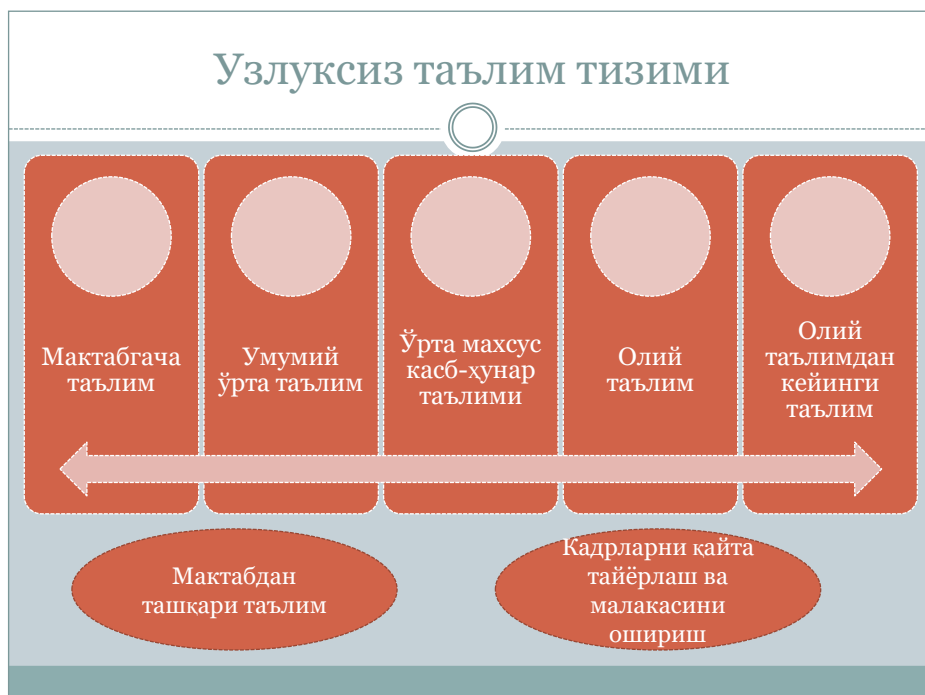 Узлуксиз таълим тизими
Мактабгача
таълим
Умумий
ўрта таълим
Ўрта махсус
касб-ҳунар
таълими
Олий
таълим
Олий
таълимдан
кейинги
таълим
Мактабдан
ташқари таълим
Кадрларни қайта
тайёрлаш ва
малакасини
ошириш